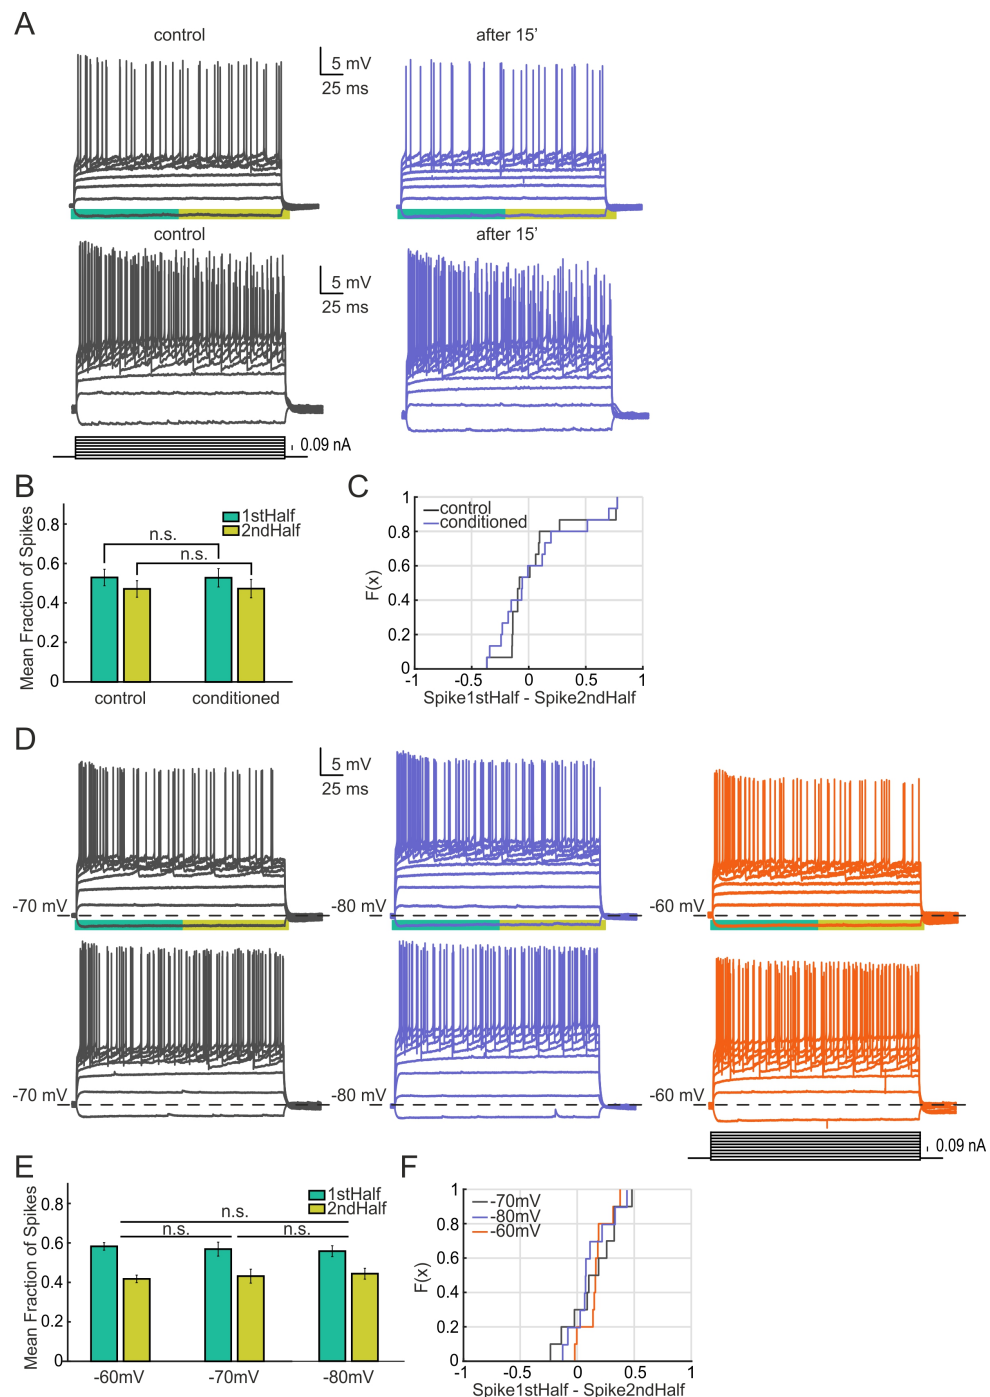 A
control
after 15'
5 mV
25 ms
control
after 15'
5 mV
25 ms
0.09 nA
B
Mean Fraction of Spikes
0.8
0.6
0.4
0.2
0
1stHalf
2ndHalf
n.s.
n.s.
control
conditioned
C
F(x)
1
0.8
0.6
0.4
0.2
0
control
conditioned
-1
-0.5
0
0.5
1
Spike1stHalf - Spike2ndHalf
D
5 mV
25 ms
-70 mV
-80 mV
-60 mV
-70 mV
-80 mV
-60 mV
0.09 nA
E
Mean Fraction of Spikes
0.8
0.6
0.4
0.2
0
1stHalf
2ndHalf
n.s.
n.s.
n.s.
-60mV
-70mV
-80mV
F
F(x)
1
0.8
0.6
0.4
0.2
0
-70mV
-80mV
-60mV
-1
-0.5
0
0.5
1
Spike1stHalf - Spike2ndHalf